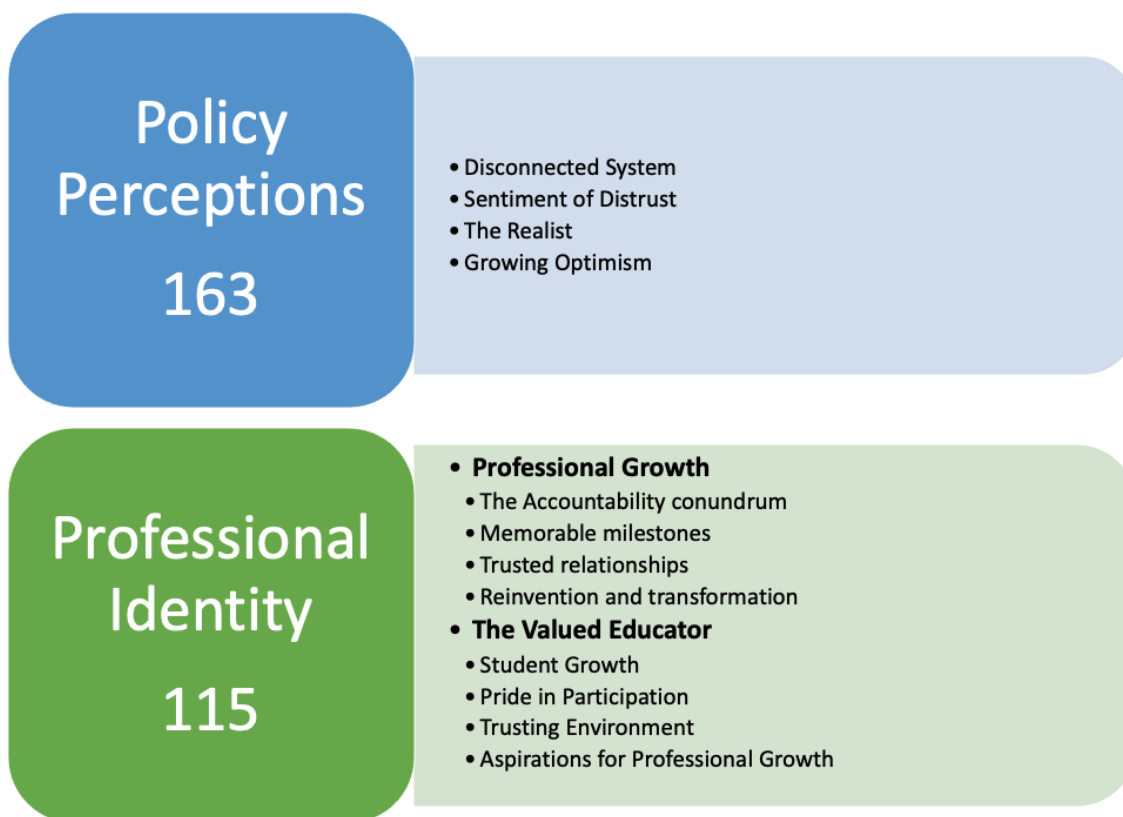 Policy
Perceptions
163
• Disconnected System
• Sentiment of Distrust
• The Realist
• Growing Optimism
Professional
Identity
115
• Professional Growth
• The Accountability conundrum
• Memorable milestones
• Trusted relationships
• Reinvention and transformation
• The Valued Educator
• Student Growth
• Pride in Participation
• Trusting Environment
• Aspirations for Professional Growth